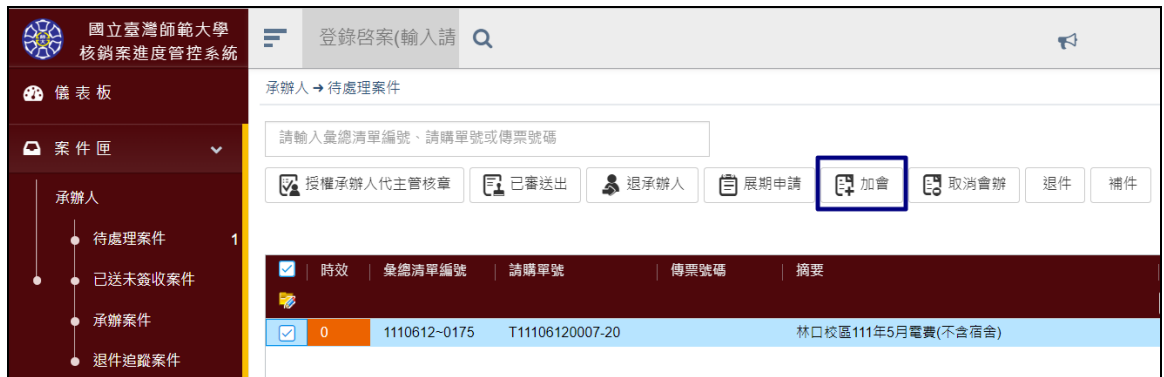 國立臺灣師範大學
核銷案進度管控系統
登錄啓案(輸入請
儀表板
承辦人➔待處理案件
案件匣
請輸入彙總清單編號、請購單號或傳票號碼
授權承辦人代主管核章 已審送出 退承辦人 展期申請 加會 取消會辦 退件 補件
承辦人
待處理案件 1
已送未簽收案件
承辦案件
退件追蹤案件
時效 彙總清單編號 請購單號 傳票號碼 摘要
0 1110612~0175 T11106120007-20 林口校區111年5月電費(不含宿舍)